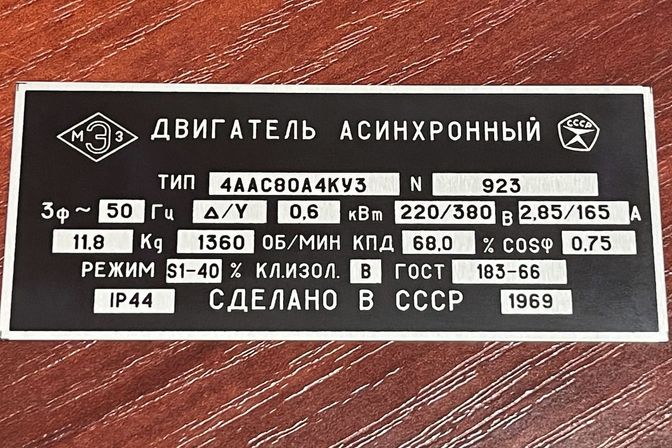 МЭЗ ДВИГАТЕЛЬ АСИНХРОННЫЙ СССР
ТИП 4ААС80А4КУ3 N 923
3ф~ 50 Гц Δ/Y 0,6 кВт 220/380 В 2,85/165 А
11.8 Kg 1360 ОБ/МИН КПД 68,0 % COSφ 0,75
РЕЖИМ S1-40 % КЛ.ИЗОЛ. В ГОСТ 183-66
IP44 СДЕЛАНО В СССР 1969